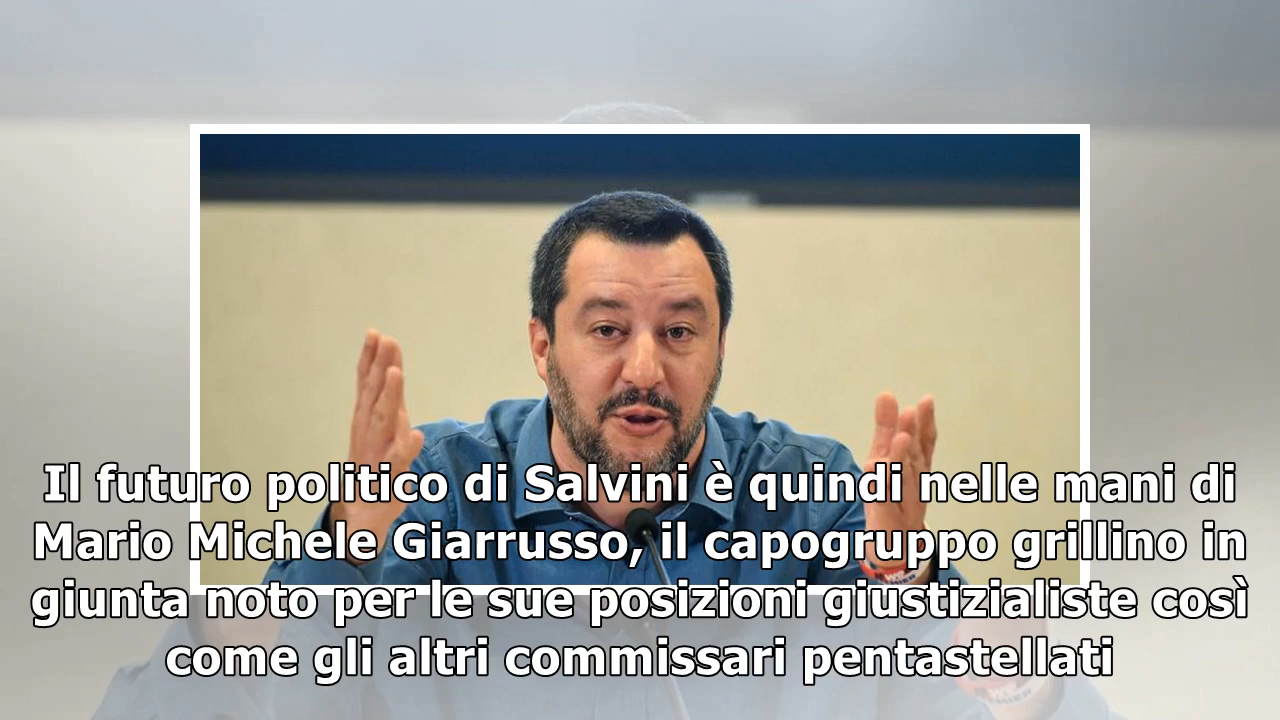 Il futuro politico di Salvini è quindi nelle mani di
Mario Michele Giarrusso, il capogruppo grillino in
giunta noto per le sue posizioni giustizialiste così
come gli altri commissari pentastellati